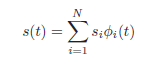 $$s(t) = \sum_{i=1}^{N} s_i \phi_i(t)$$